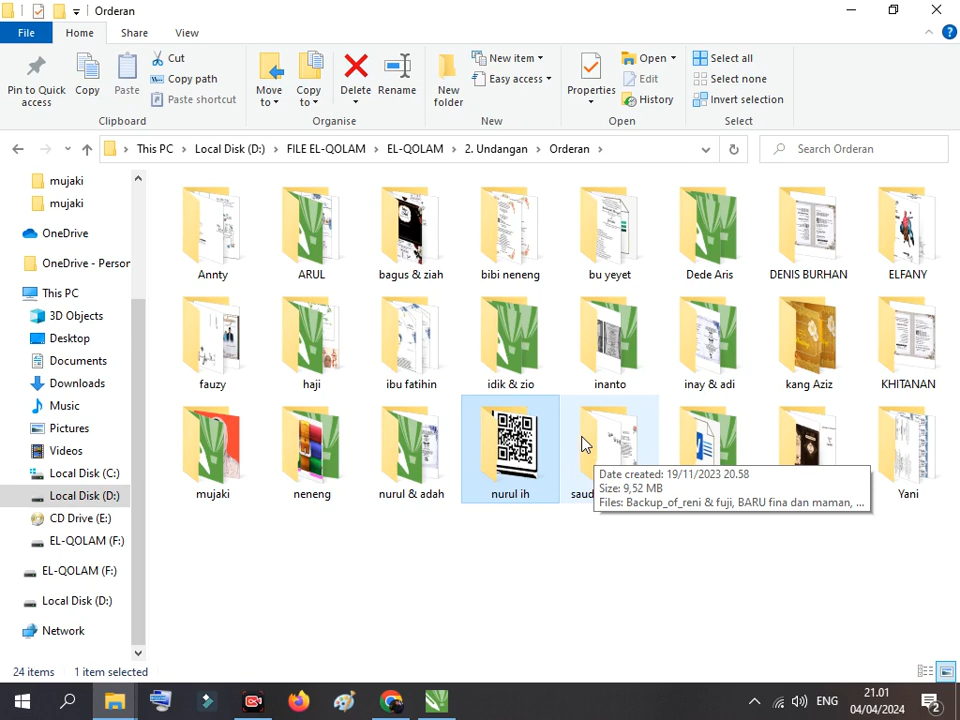 Orderan
File Home Share View
Pin to Quick access
Copy
Paste
Cut
Copy path
Paste shortcut
Clipboard
Move to
Copy to
Delete
Rename
Organise
New folder
New item
Easy access
New
Properties
Open
Edit
History
Open
Select all
Select none
Invert selection
Select
This PC Local Disk (D:) FILE EL-QOLAM EL-QOLAM 2. Undangan Orderan
Search Orderan
mujaki
mujaki
OneDrive
OneDrive - Person
This PC
3D Objects
Desktop
Documents
Downloads
Music
Pictures
Videos
Local Disk (C:)
Local Disk (D:)
CD Drive (E:)
EL-QOLAM (F:)
EL-QOLAM (F:)
Local Disk (D:)
Network
Annty ARUL bagus & ziah bibi neneng bu yeyet Dede Aris DENIS BURHAN ELFANY
fauzy haji ibu fatihin idik & zio inanto inay & adi kang Aziz KHITANAN
mujaki neneng nurul & adah nurul ih saud Yani
Date created: 19/11/2023 20.58
Size: 9,52 MB
Files: Backup_of_reni & fuji, BARU fina dan maman, ...
24 items 1 item selected
ENG
21.01
04/04/2024
2